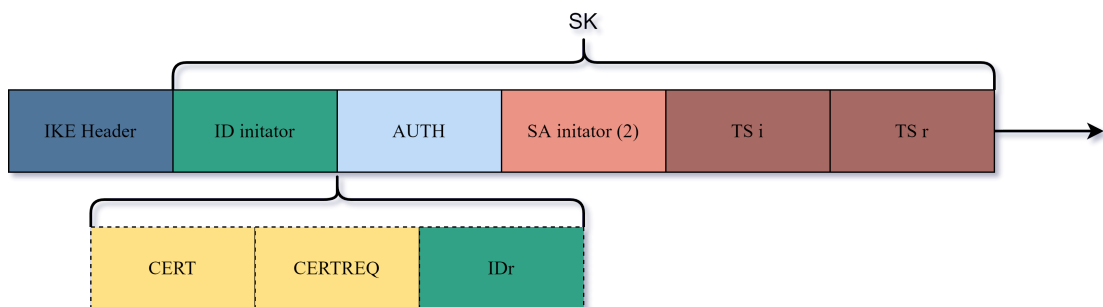 SK
IKE Header
ID initator
AUTH
SA initator (2)
TS i
TS r
CERT
CERTREQ
IDr